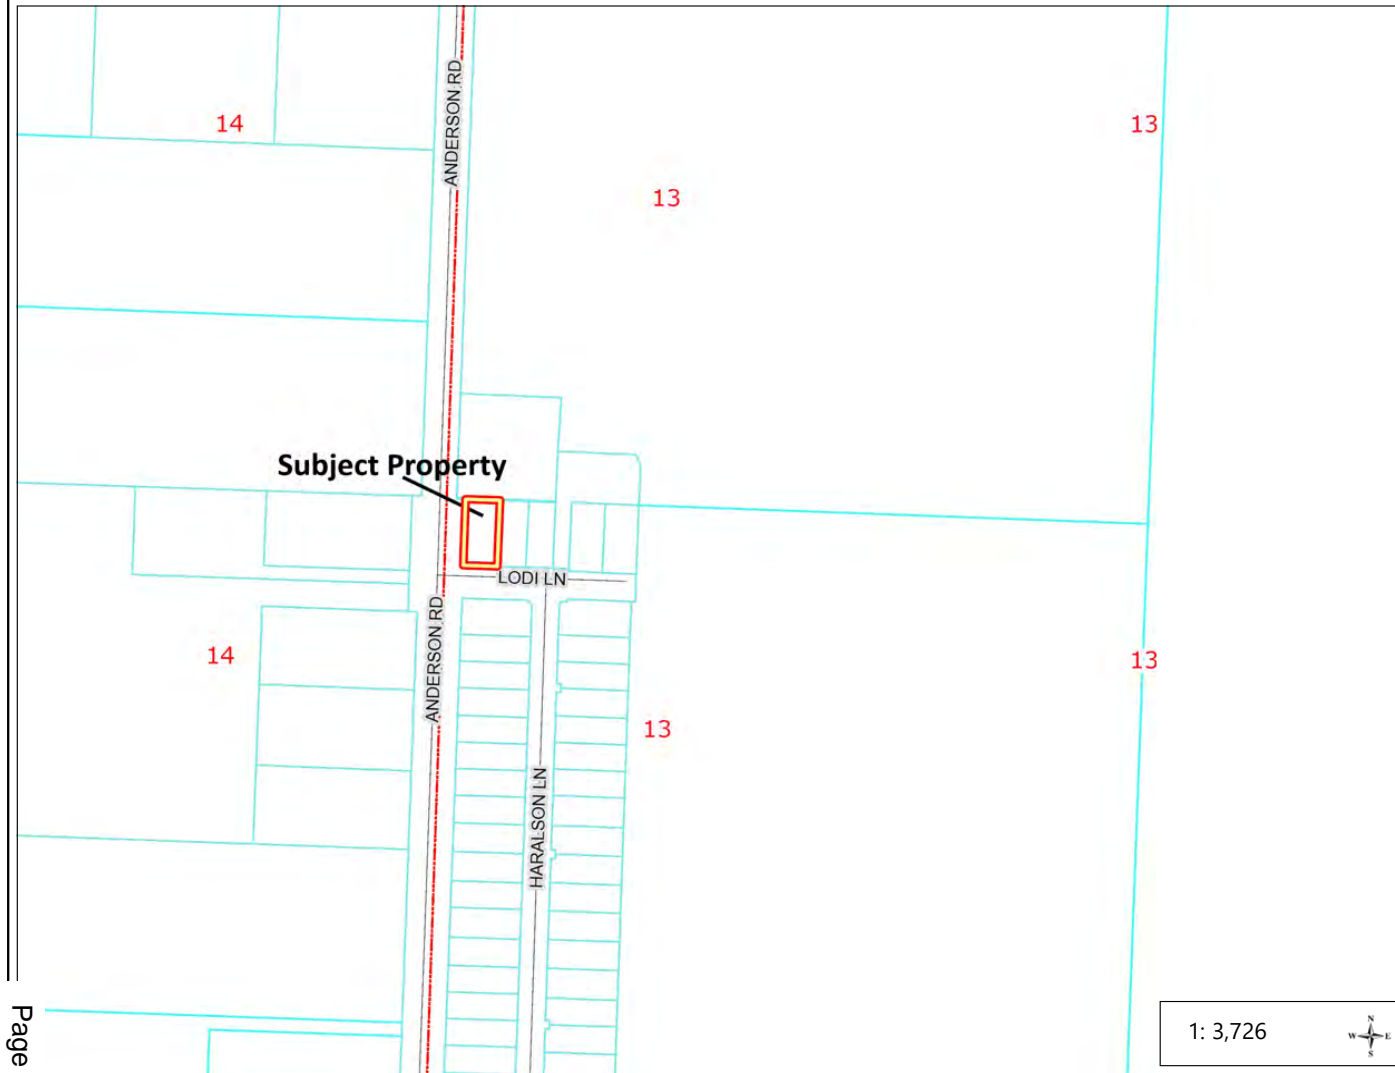 ANDERSON RD
14
13
13
Subject Property
LODI LN
ANDERSON RD
14
13
13
HARALSON LN
Page
1: 3,726
N
W E
S